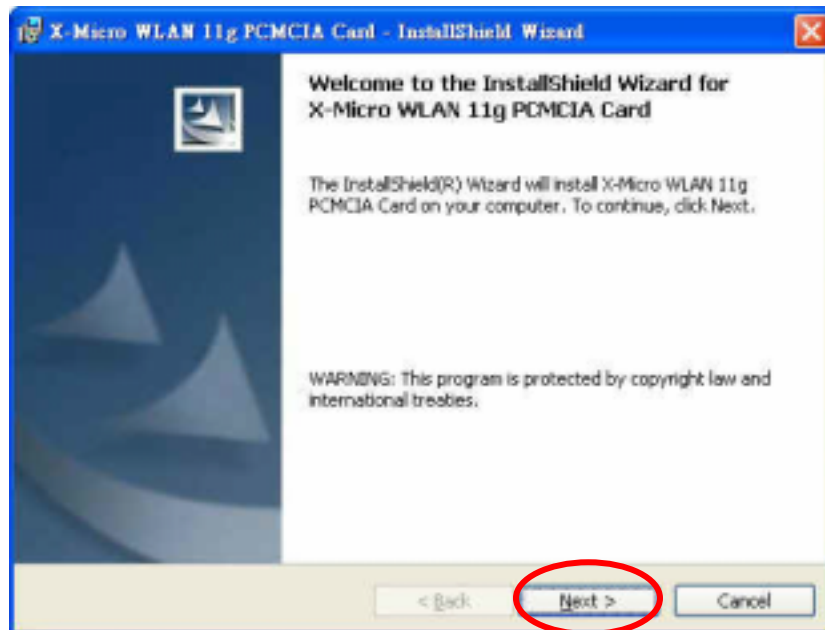 X-Micro WLAN 11g PCMCIA Card - InstallShield Wizard
Welcome to the InstallShield Wizard for
X-Micro WLAN 11g PCMCIA Card
The InstallShield(R) Wizard will install X-Micro WLAN 11g
PCMCIA Card on your computer. To continue, click Next.
WARNING: This program is protected by copyright law and
international treaties.
< Back
Next >
Cancel